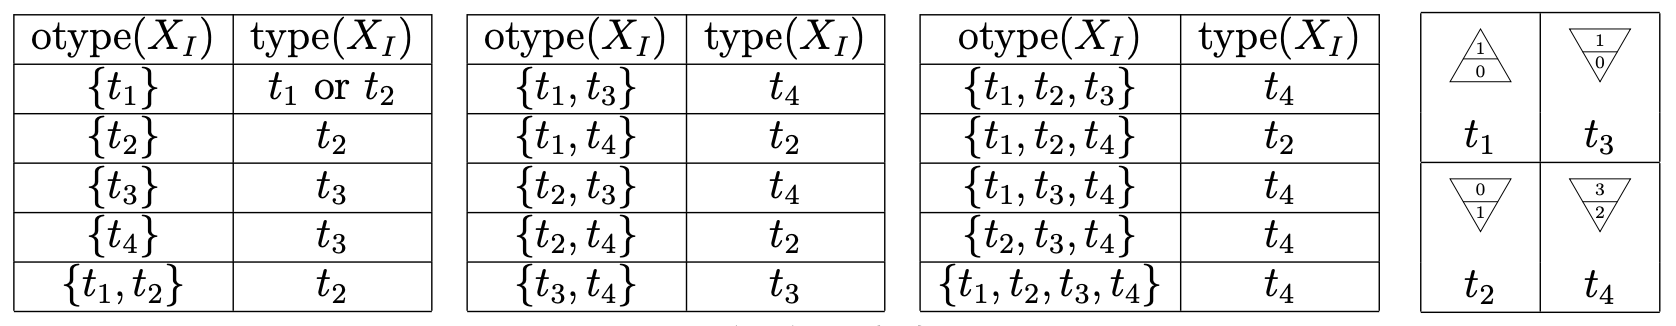 otype(X_I) type(X_I)
{t_1} t_1 or t_2
{t_2} t_2
{t_3} t_3
{t_4} t_3
{t_1, t_2} t_2
otype(X_I) type(X_I)
{t_1, t_3} t_4
{t_1, t_4} t_2
{t_2, t_3} t_4
{t_2, t_4} t_2
{t_3, t_4} t_3
otype(X_I) type(X_I)
{t_1, t_2, t_3} t_4
{t_1, t_2, t_4} t_2
{t_1, t_3, t_4} t_4
{t_2, t_3, t_4} t_4
{t_1, t_2, t_3, t_4} t_4
1 1
0 0
t_1 t_3
0 3
1 2
t_2 t_4